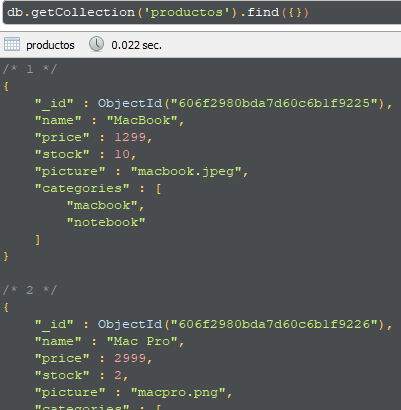 db.getCollection('productos').find({})
productos 0.022 sec.
/* 1 */
{
    "_id" : ObjectId("606f2980bda7d60c6b1f9225"),
    "name" : "MacBook",
    "price" : 1299,
    "stock" : 10,
    "picture" : "macbook.jpeg",
    "categories" : [
        "macbook",
        "notebook"
    ]
}
/* 2 */
{
    "_id" : ObjectId("606f2980bda7d60c6b1f9226"),
    "name" : "Mac Pro",
    "price" : 2999,
    "stock" : 2,
    "picture" : "macpro.png",
    "categories" : [